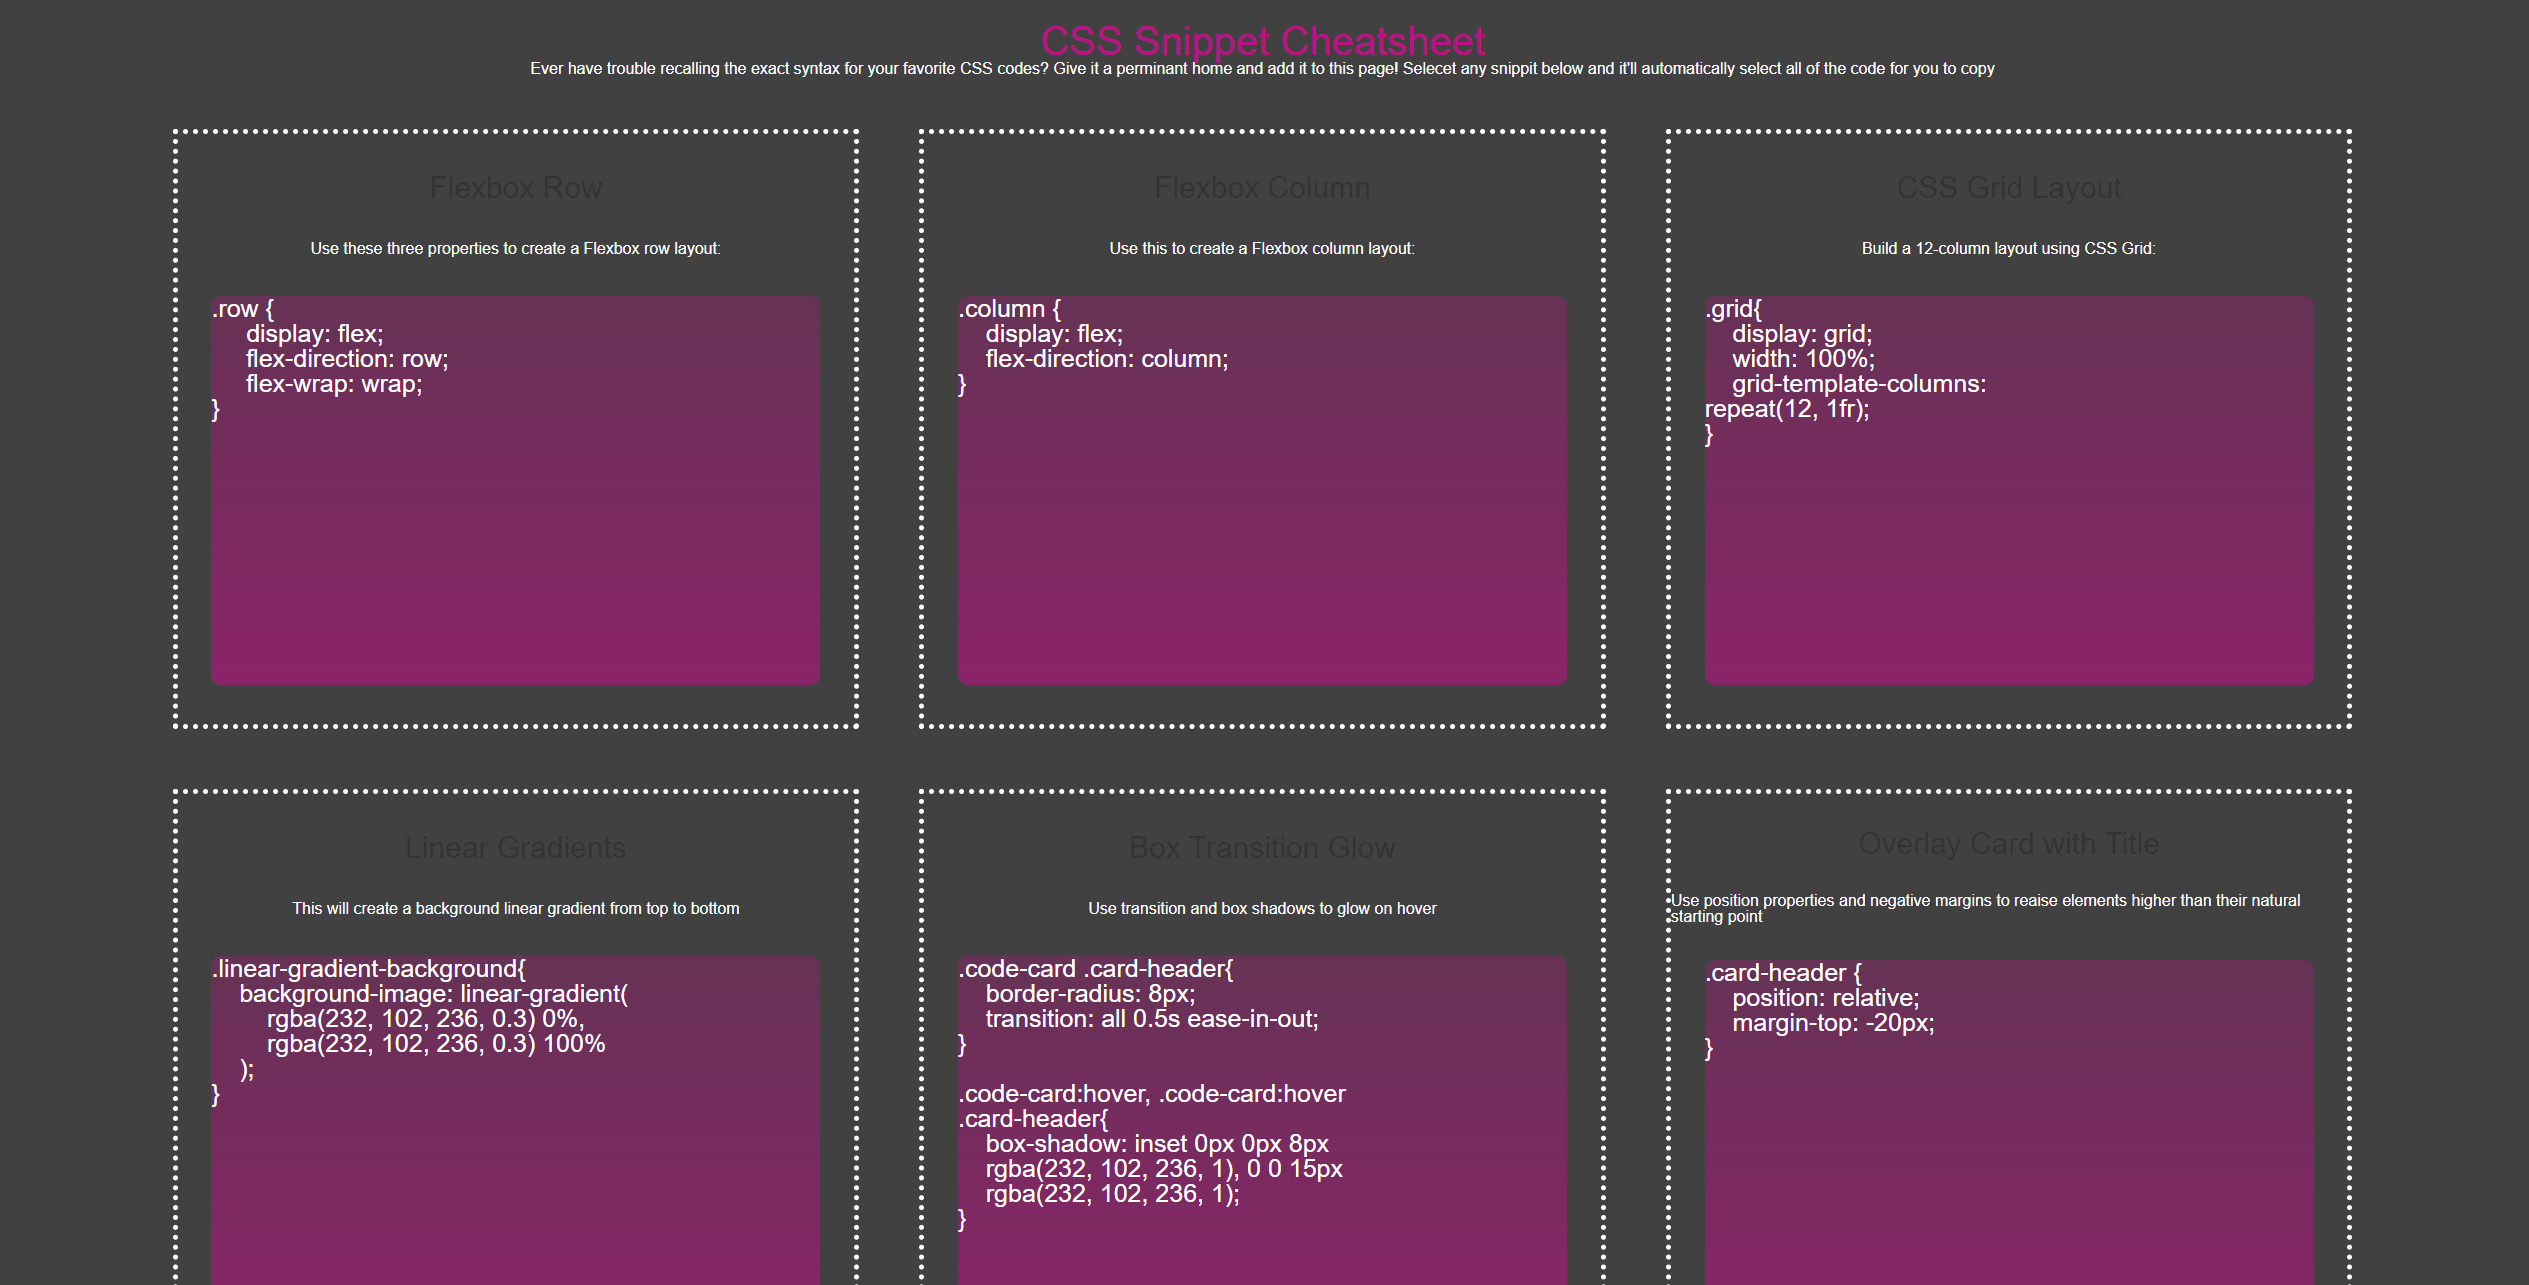 CSS Snippet Cheatsheet
Ever have trouble recalling the exact syntax for your favorite CSS codes? Give it a perminant home and add it to this page! Selecet any snippit below and it'll automatically select all of the code for you to copy
Flexbox Row
Use these three properties to create a Flexbox row layout:
.row {
display: flex;
flex-direction: row;
flex-wrap: wrap;
}
Flexbox Column
Use this to create a Flexbox column layout:
.column {
display: flex;
flex-direction: column;
}
CSS Grid Layout
Build a 12-column layout using CSS Grid:
.grid{
display: grid;
width: 100%;
grid-template-columns:
repeat(12, 1fr);
}
Linear Gradients
This will create a background linear gradient from top to bottom
.linear-gradient-background{
background-image: linear-gradient(
rgba(232, 102, 236, 0.3) 0%,
rgba(232, 102, 236, 0.3) 100%
);
}
Box Transition Glow
Use transition and box shadows to glow on hover
.code-card .card-header{
border-radius: 8px;
transition: all 0.5s ease-in-out;
}
.code-card:hover, .code-card:hover
.card-header{
box-shadow: inset 0px 0px 8px
rgba(232, 102, 236, 1), 0 0 15px
rgba(232, 102, 236, 1);
}
Overlay Card with Title
Use position properties and negative margins to reaise elements higher than their natural
starting point
.card-header {
position: relative;
margin-top: -20px;
}